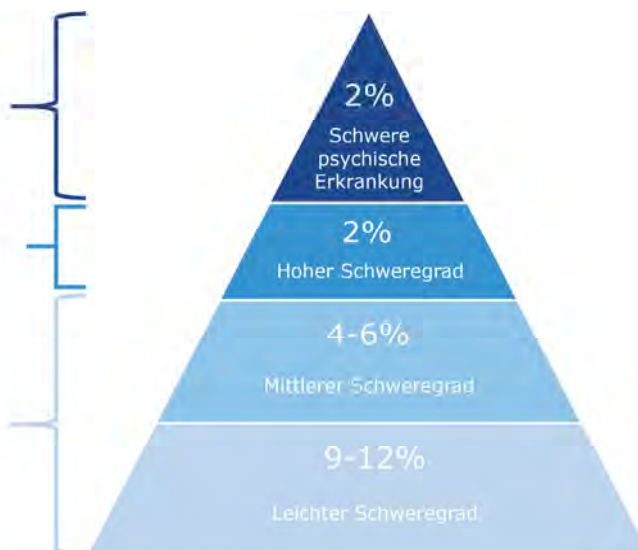 2%
Schwere
psychische
Erkrankung
2%
Hoher Schweregrad
4-6%
Mittlerer Schweregrad
9-12%
Leichter Schweregrad